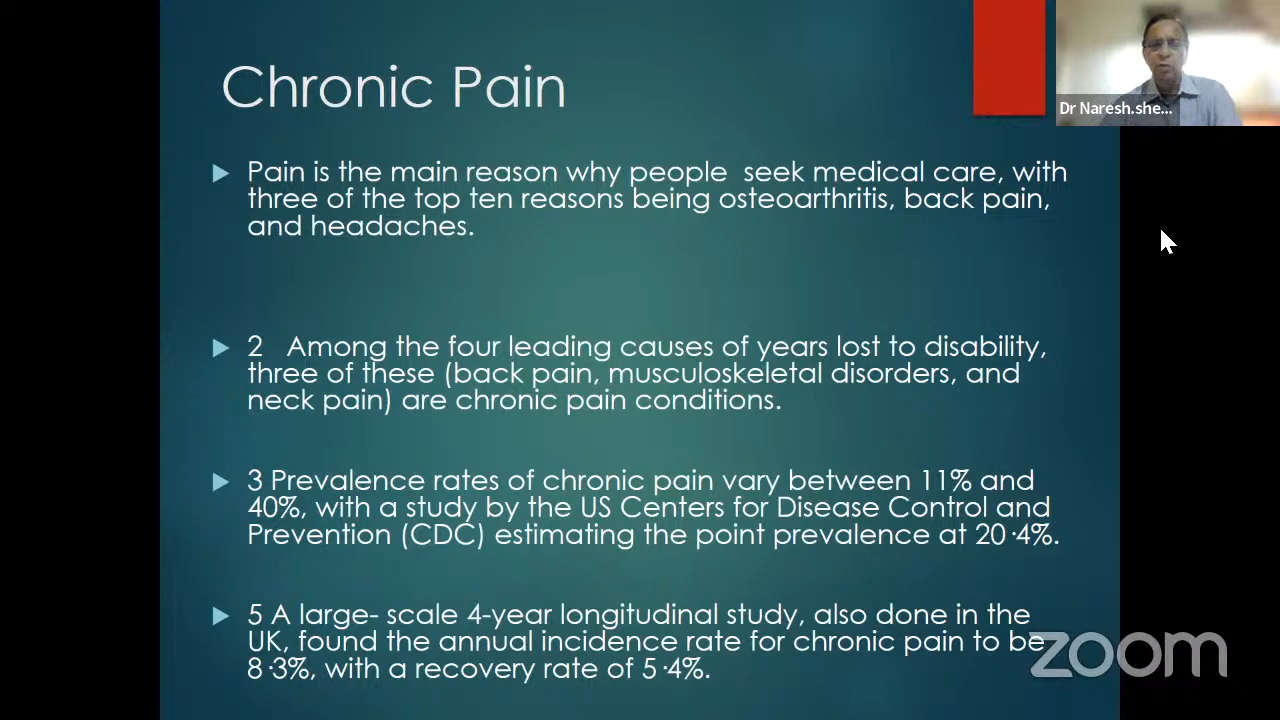 Chronic Pain
Dr Naresh.she...
Pain is the main reason why people seek medical care, with
three of the top ten reasons being osteoarthritis, back pain,
and headaches.
2 Among the four leading causes of years lost to disability,
three of these (back pain, musculoskeletal disorders, and
neck pain) are chronic pain conditions.
3 Prevalence rates of chronic pain vary between 11% and
40%, with a study by the US Centers for Disease Control and
Prevention (CDC) estimating the point prevalence at 20·4%.
5 A large- scale 4-year longitudinal study, also done in the
UK, found the annual incidence rate for chronic pain to be
8·3%, with a recovery rate of 5·4%.
zoom